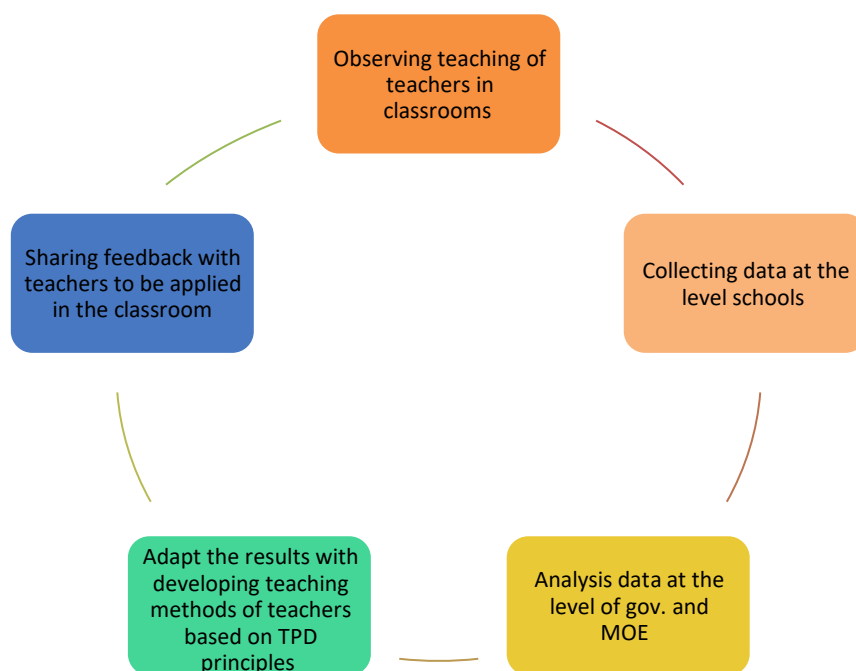 Observing teaching of
teachers in
classrooms
Collecting data at the
level schools
Analysis data at the
level of gov. and
MOE
Adapt the results with
developing teaching
methods of teachers
based on TPD
principles
Sharing feedback with
teachers to be applied
in the classroom